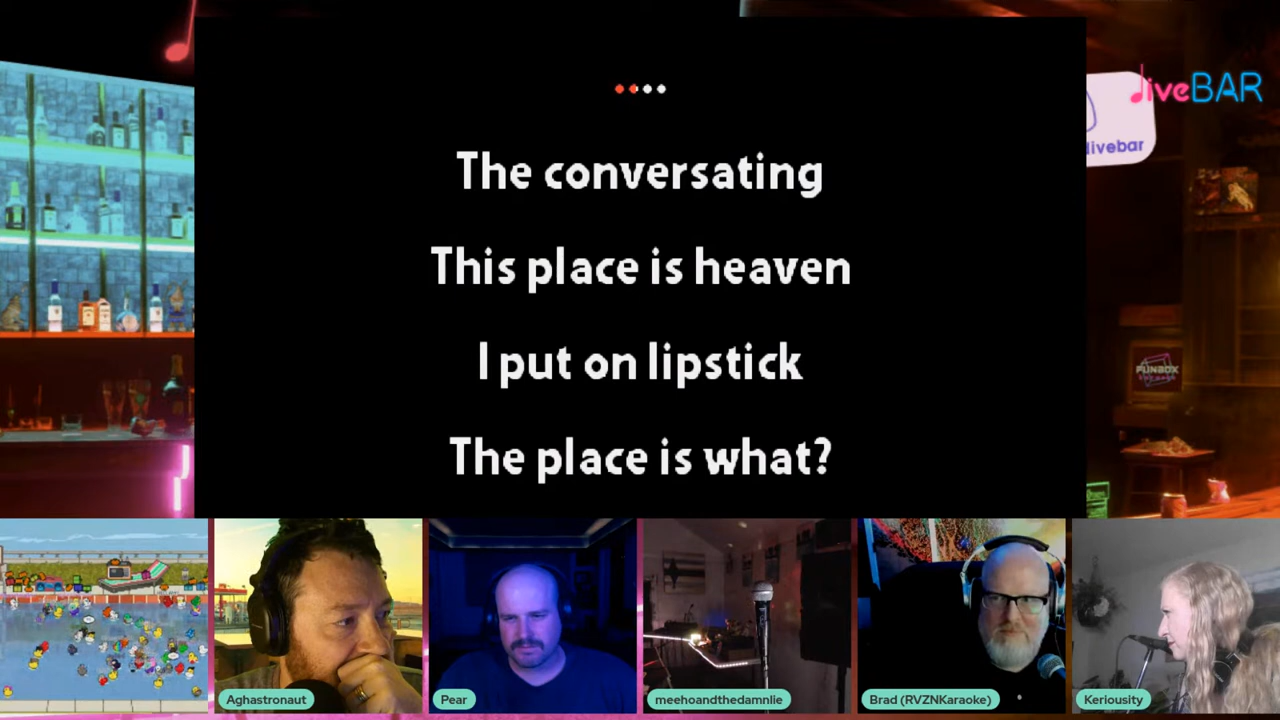 The conversating
This place is heaven
I put on lipstick
The place is what?
diveBAR
livebar
FUNBOX
Aghastronaut
Pear
meehoandthedamnlie
Brad (RVZNKaraoke)
Keriousity